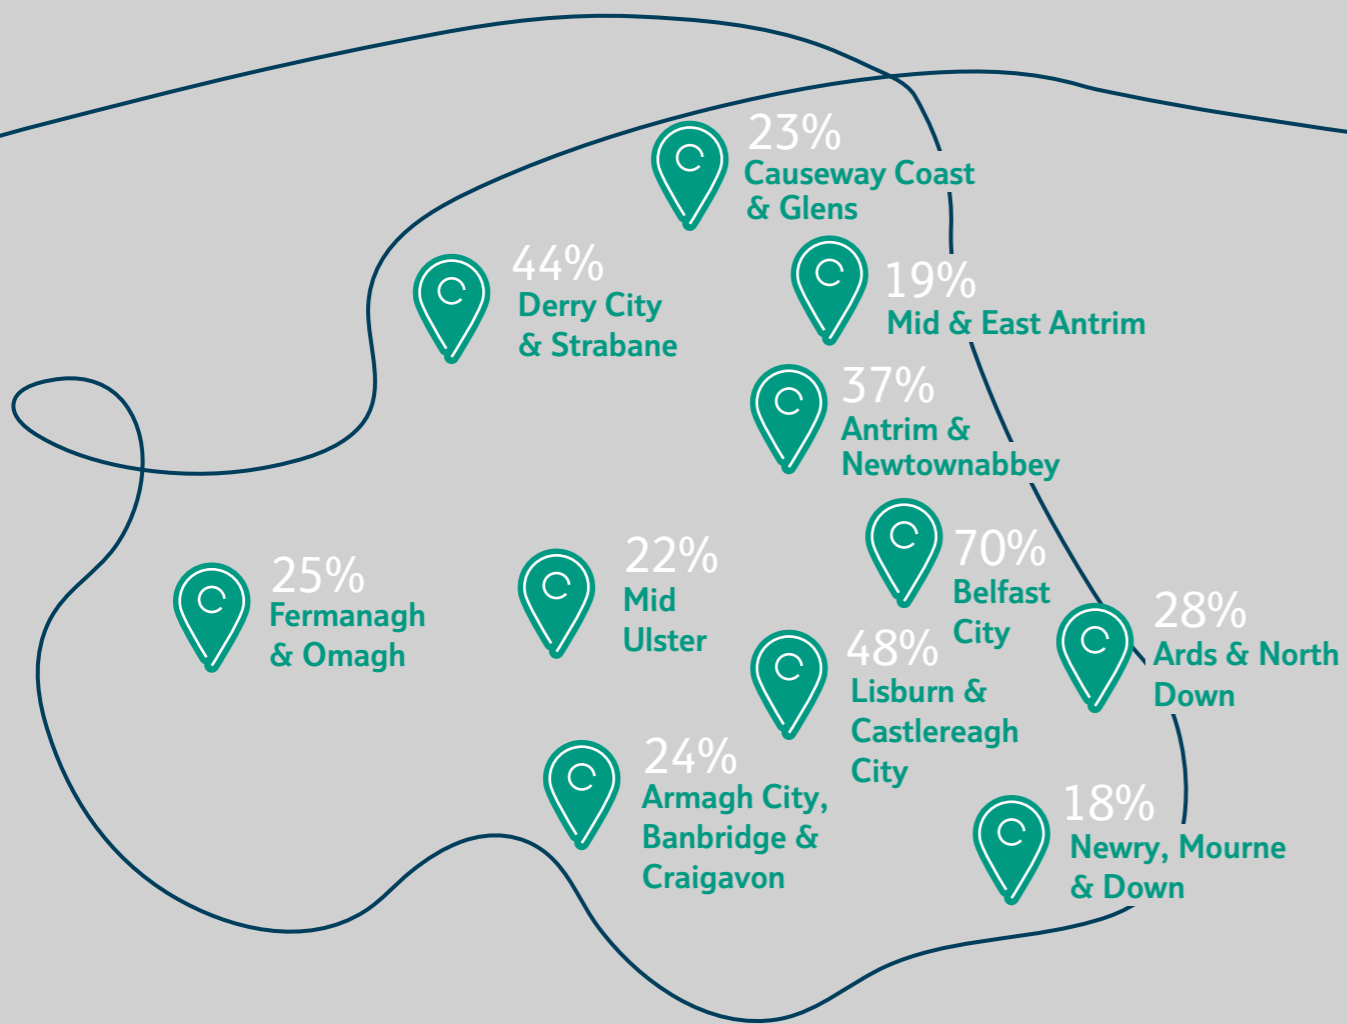 23%
Causeway Coast
& Glens
44%
Derry City
& Strabane
19%
Mid & East Antrim
37%
Antrim &
Newtownabbey
70%
Belfast
City
25%
Fermanagh
& Omagh
22%
Mid
Ulster
28%
Ards & North
Down
48%
Lisburn &
Castlereagh
City
24%
Armagh City,
Banbridge &
Craigavon
18%
Newry, Mourne
& Down